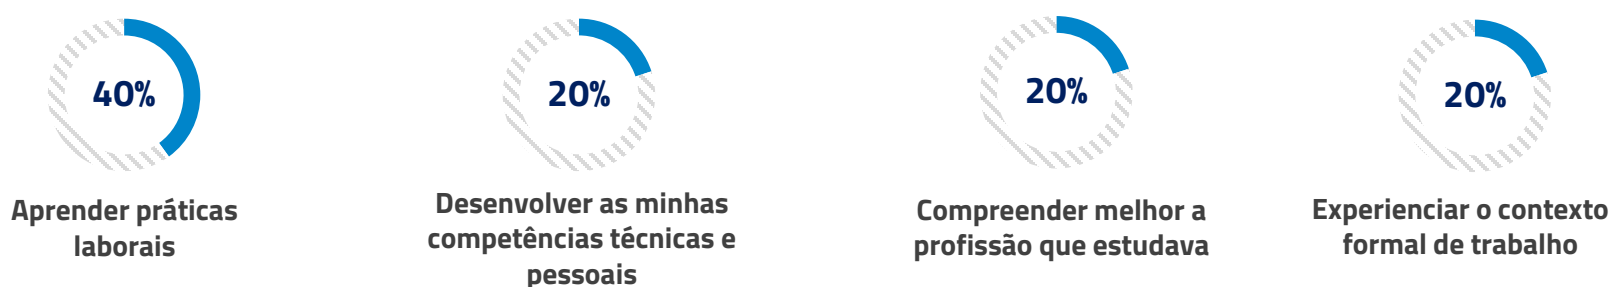 40%
Aprender práticas
laborais
20%
Desenvolver as minhas
competências técnicas e
pessoais
20%
Compreender melhor a
profissão que estudava
20%
Experienciar o contexto
formal de trabalho